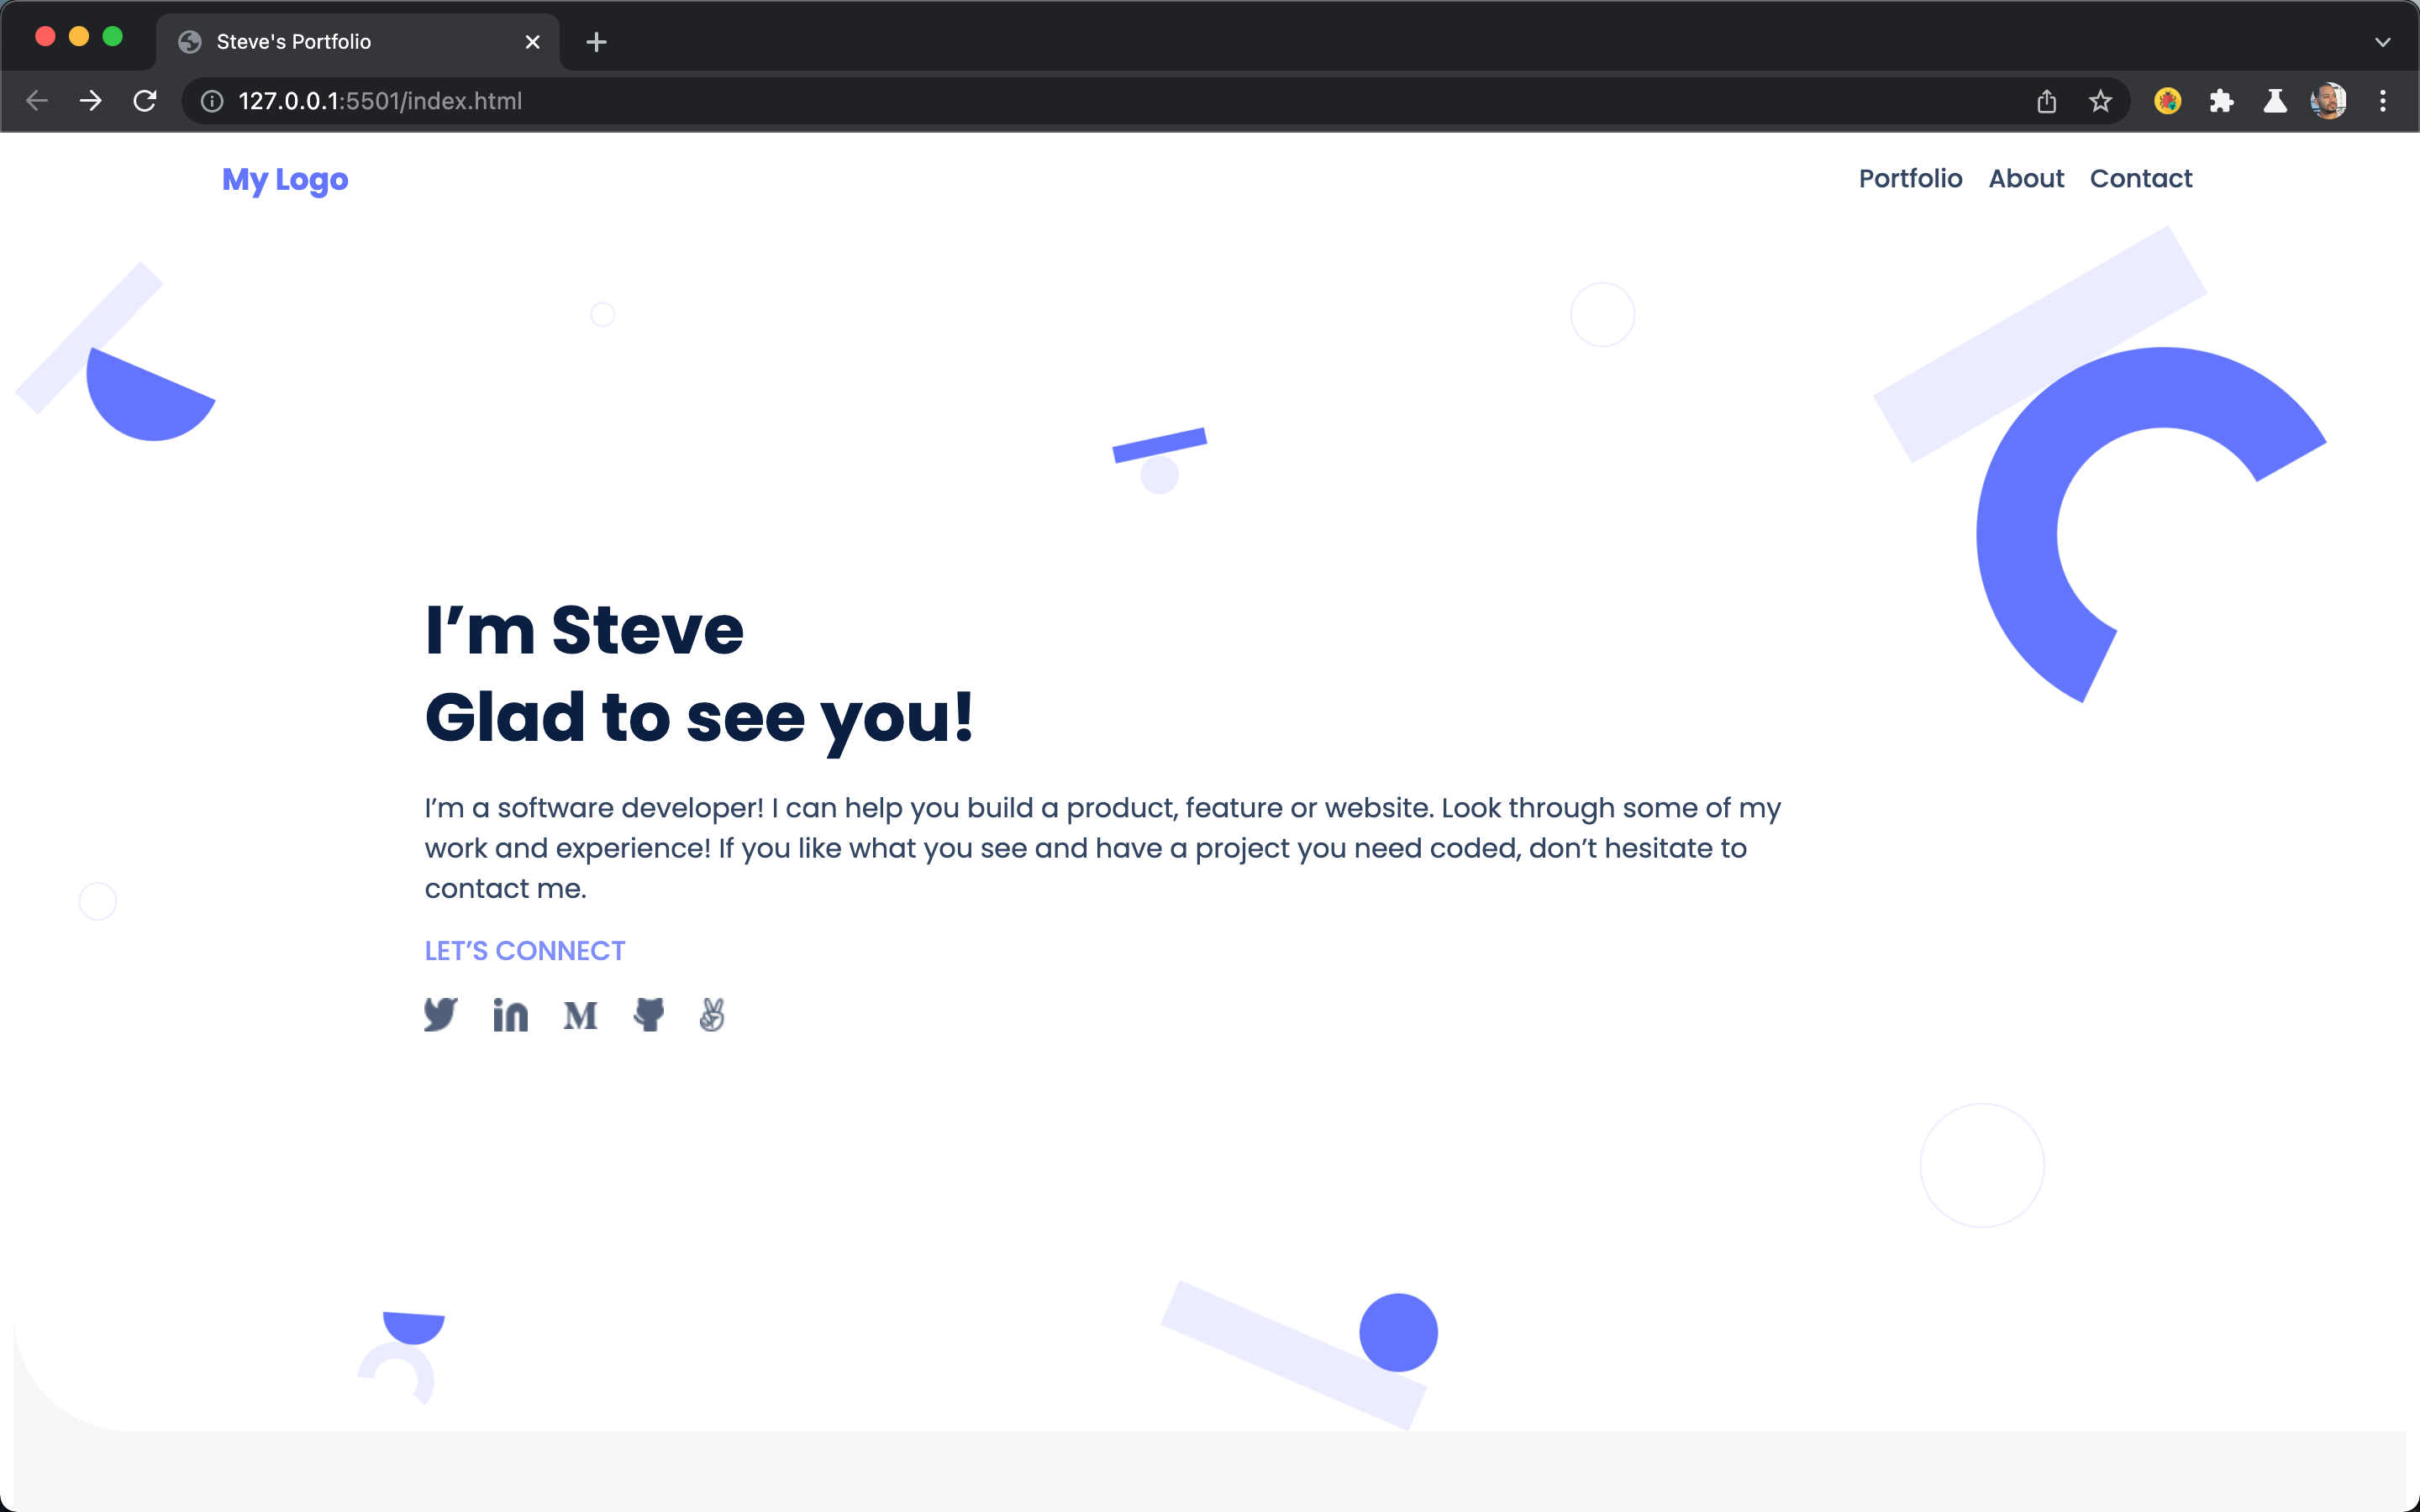 Steve's Portfolio
127.0.0.1:5501/index.html
My Logo
Portfolio About Contact
I’m Steve
Glad to see you!
I’m a software developer! I can help you build a product, feature or website. Look through some of my
work and experience! If you like what you see and have a project you need coded, don’t hesitate to
contact me.
LET’S CONNECT